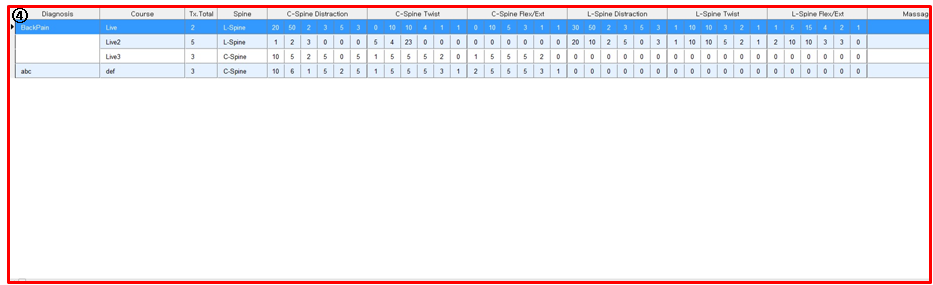 ④ Diagnosis Course Tx.Total Spine C-Spine Distraction C-Spine Twist C-Spine Flex/Ext L-Spine Distraction L-Spine Twist L-Spine Flex/Ext Massag
BackPain Live 2 L-Spine 20 50 2 3 5 3 0 10 10 4 1 1 0 10 5 3 1 1 30 50 2 3 5 3 1 10 10 3 2 1 1 5 15 4 2 1
Live2 5 L-Spine 1 2 3 0 0 0 5 4 23 0 0 0 0 0 0 0 0 0 20 10 2 5 0 3 1 10 10 5 2 1 2 10 10 3 3 0
Live3 3 C-Spine 10 5 2 5 0 5 1 5 5 5 2 0 1 5 5 5 2 0 0 0 0 0 0 0 0 0 0 0 0 0 0 0 0 0 0 0
abc def 3 C-Spine 10 6 1 5 2 5 1 5 5 5 3 1 2 5 5 5 3 1 0 0 0 0 0 0 0 0 0 0 0 0 0 0 0 0 0 0